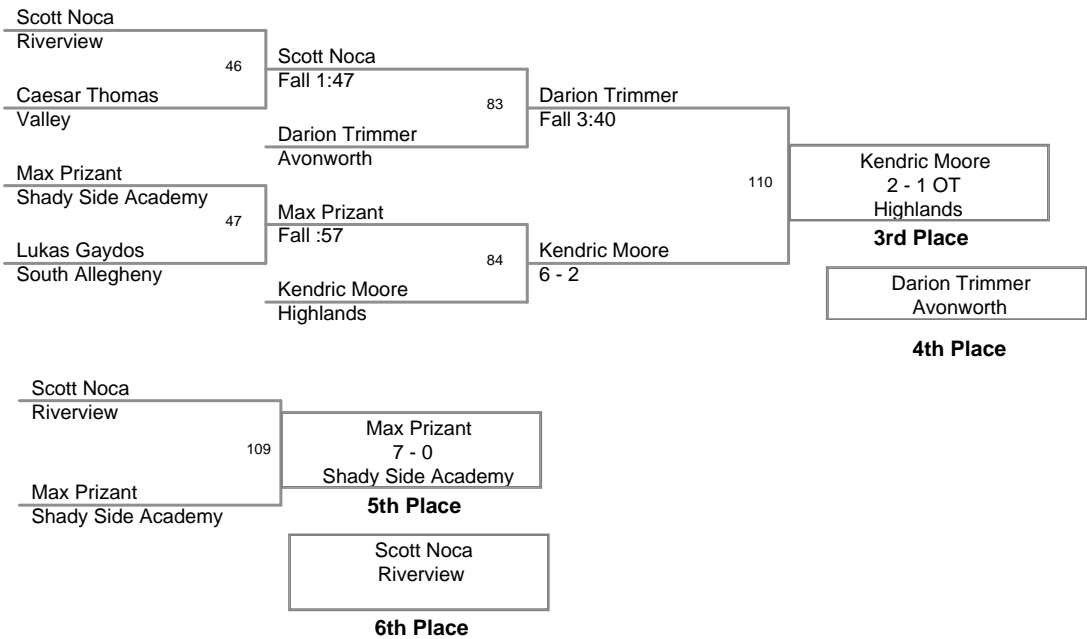 Scott Noca
Riverview
46
Caesar Thomas
Valley
Max Prizant
Shady Side Academy
47
Lukas Gaydos
South Allegheny
Scott Noca
Fall 1:47
83
Darion Trimmer
Avonworth
Max Prizant
Fall :57
84
Kendric Moore
Highlands
Darion Trimmer
Fall 3:40
110
Kendric Moore
6 - 2
Kendric Moore
2 - 1 OT
Highlands
3rd Place
Darion Trimmer
Avonworth
4th Place
Scott Noca
Riverview
109
Max Prizant
Shady Side Academy
Max Prizant
7 - 0
Shady Side Academy
5th Place
Scott Noca
Riverview
6th Place